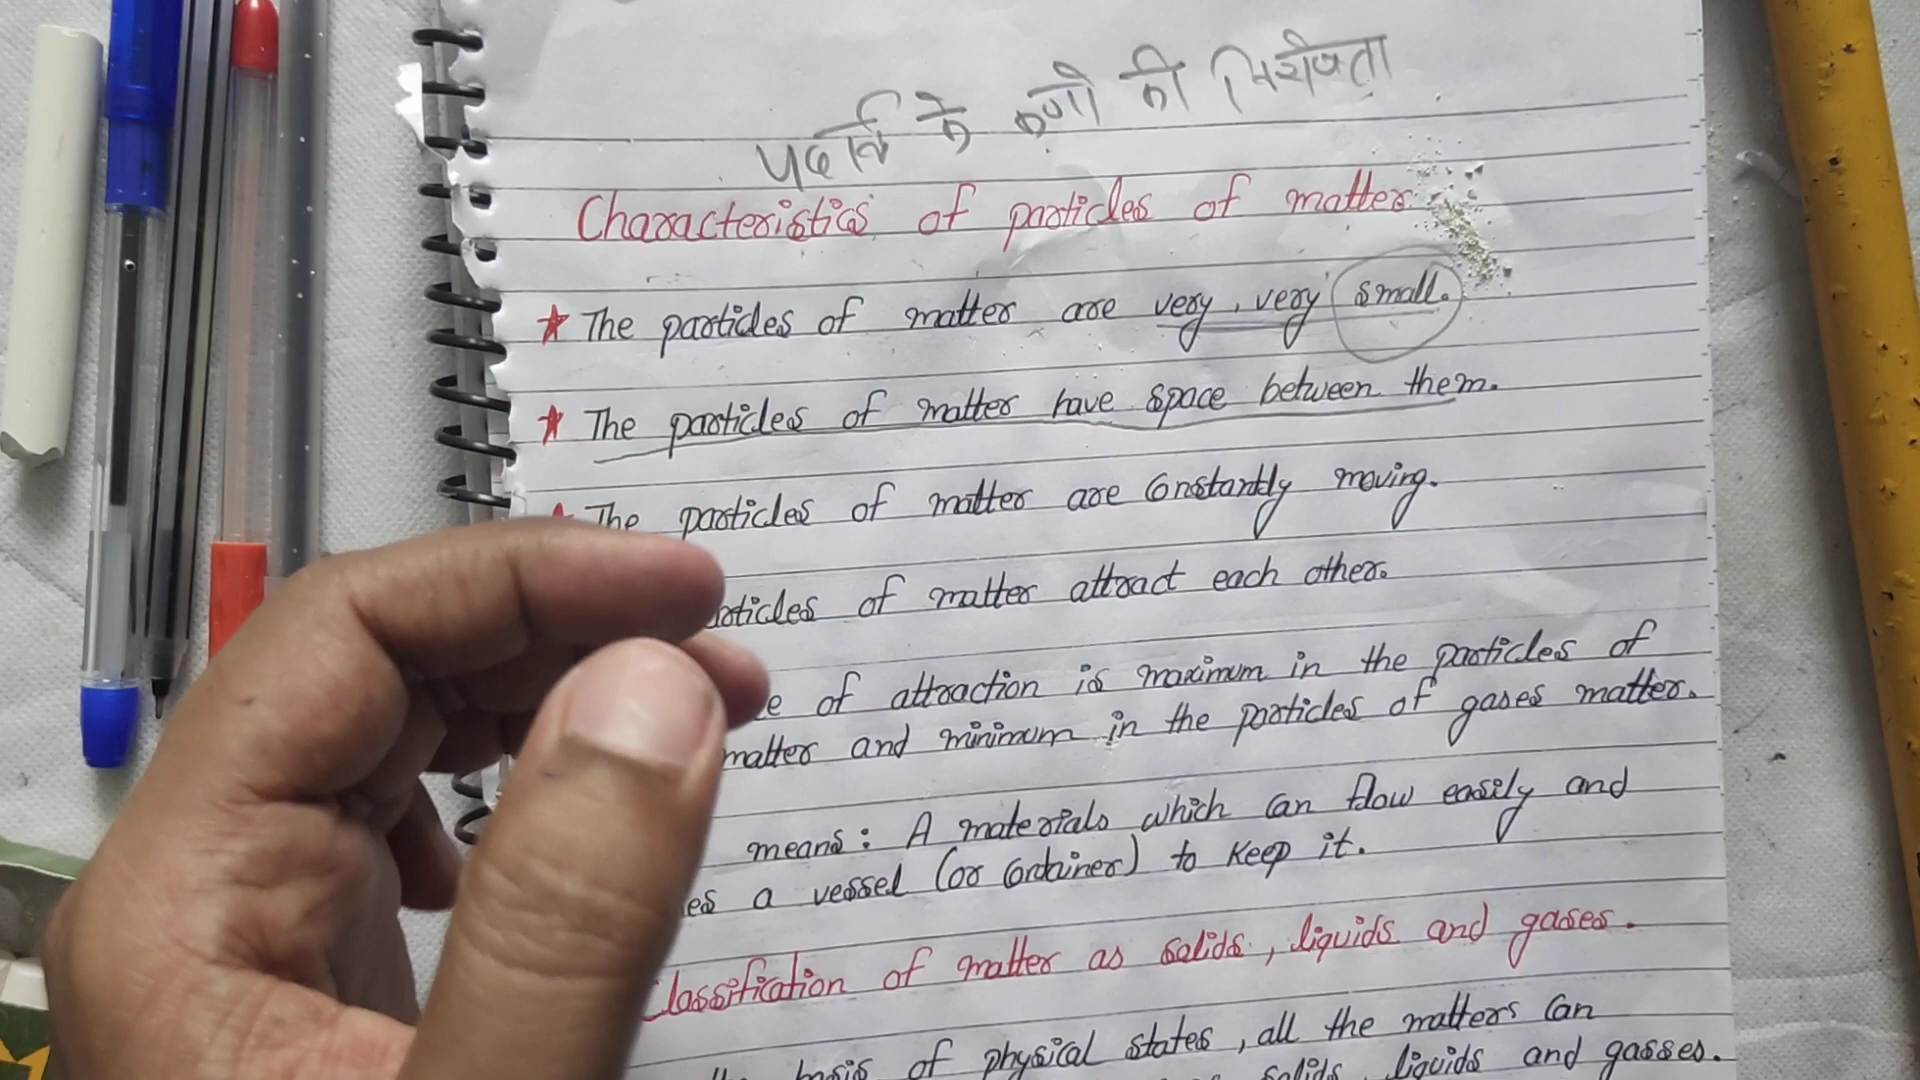 पदार्थ के कणो की विशेषता
Characteristics of particles of matter
The particles of matter are very, very small.
The particles of matter have space between them.
The particles of matter are Constantly moving.
of matter attract each other.
of attraction is maximum in the particles of
matter and minimum in the particles of gases matter.
means: A materials which can flow easily and
a vessel (or Container) to keep it.
Classification of matter as solids, liquids and gases.
of physical states, all the matters Can
solids, liquids and gasses.